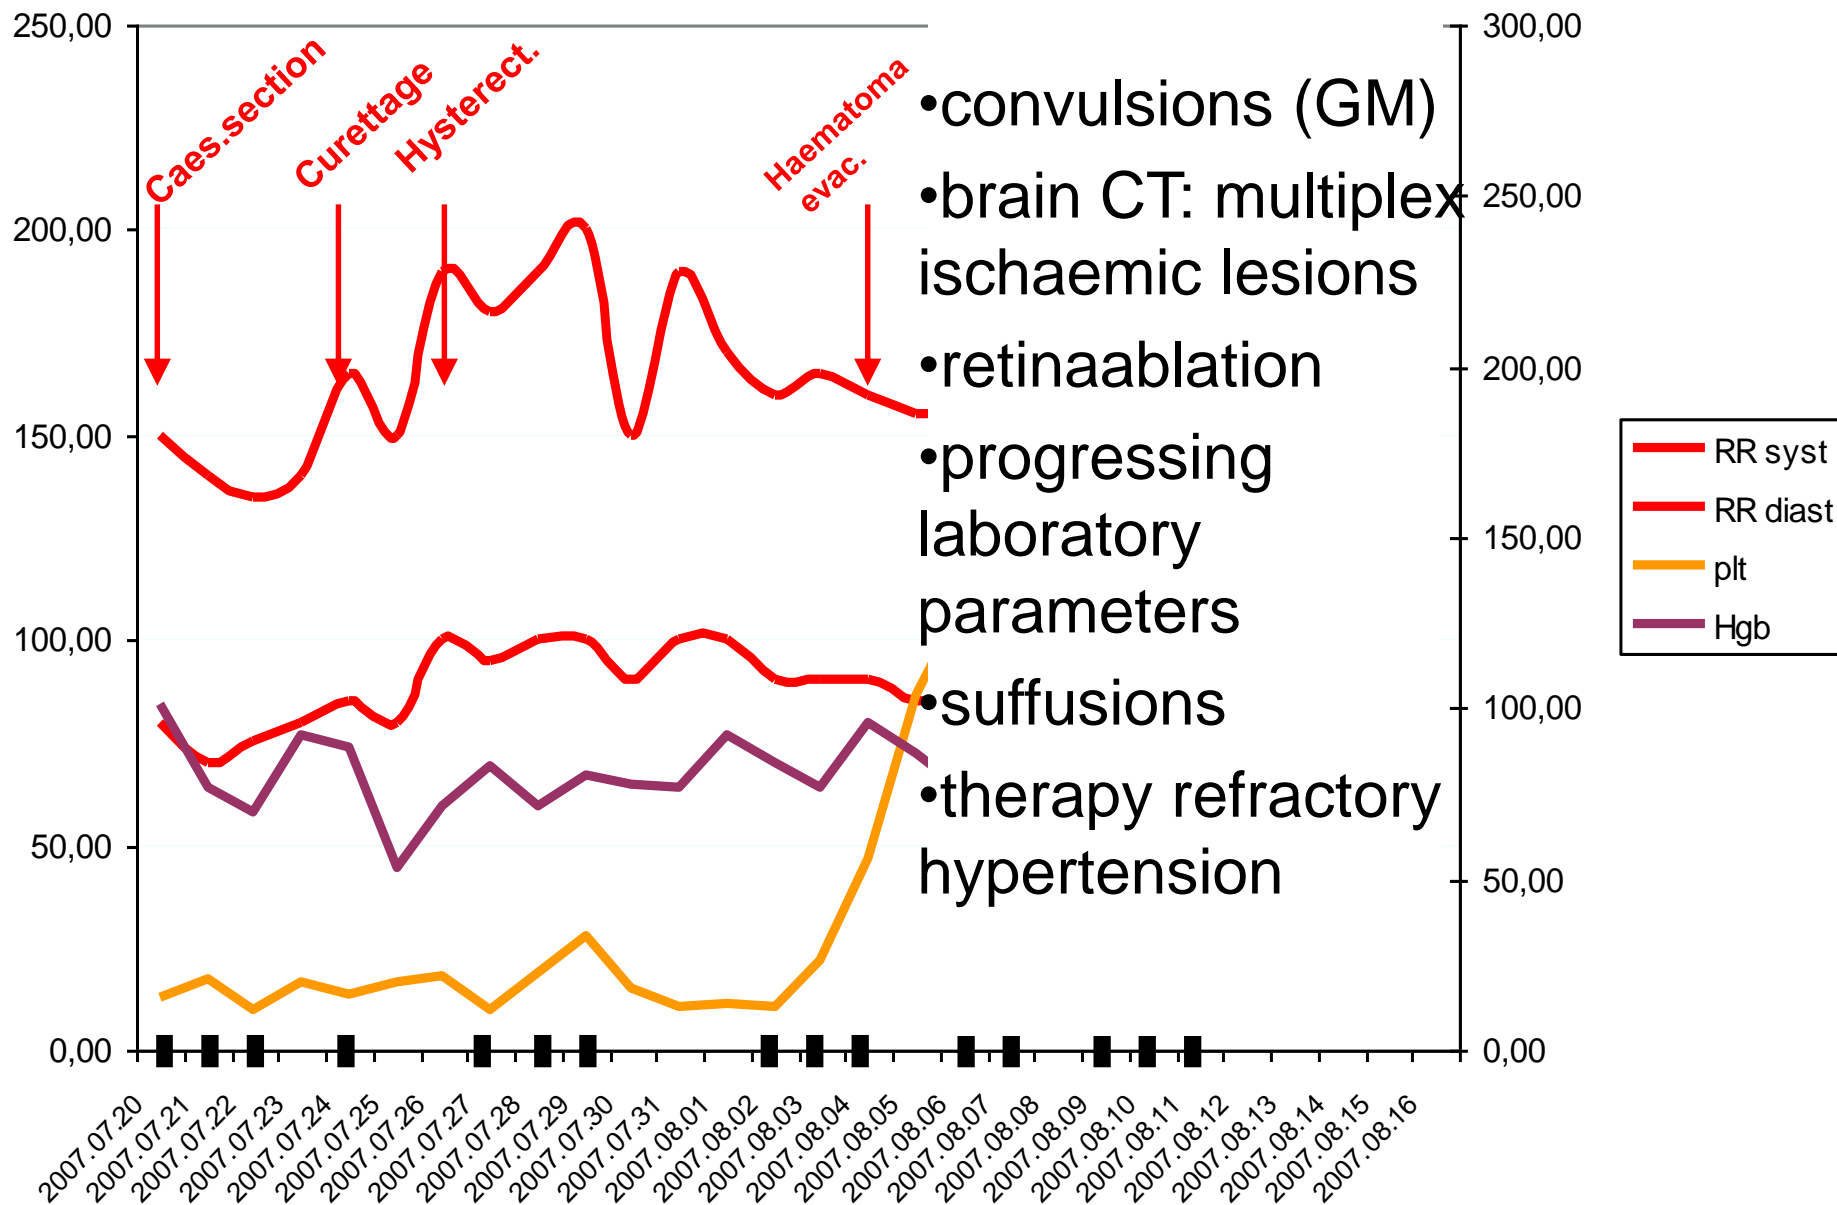 250,00
200,00
150,00
100,00
50,00
0,00
Caes.section
Curettage
Hysterect.
Haematoma
evac.
•convulsions (GM)
•brain CT: multiplex
ischaemic lesions
•retinaablation
•progressing
laboratory
parameters
•suffusions
•therapy refractory
hypertension
300,00
250,00
200,00
150,00
100,00
50,00
0,00
RR syst
RR diast
plt
Hgb
2007.07.20
2007.07.21
2007.07.22
2007.07.23
2007.07.24
2007.07.25
2007.07.26
2007.07.27
2007.07.28
2007.07.29
2007.07.30
2007.07.31
2007.08.01
2007.08.02
2007.08.03
2007.08.04
2007.08.05
2007.08.06
2007.08.07
2007.08.08
2007.08.09
2007.08.10
2007.08.11
2007.08.12
2007.08.13
2007.08.14
2007.08.15
2007.08.16